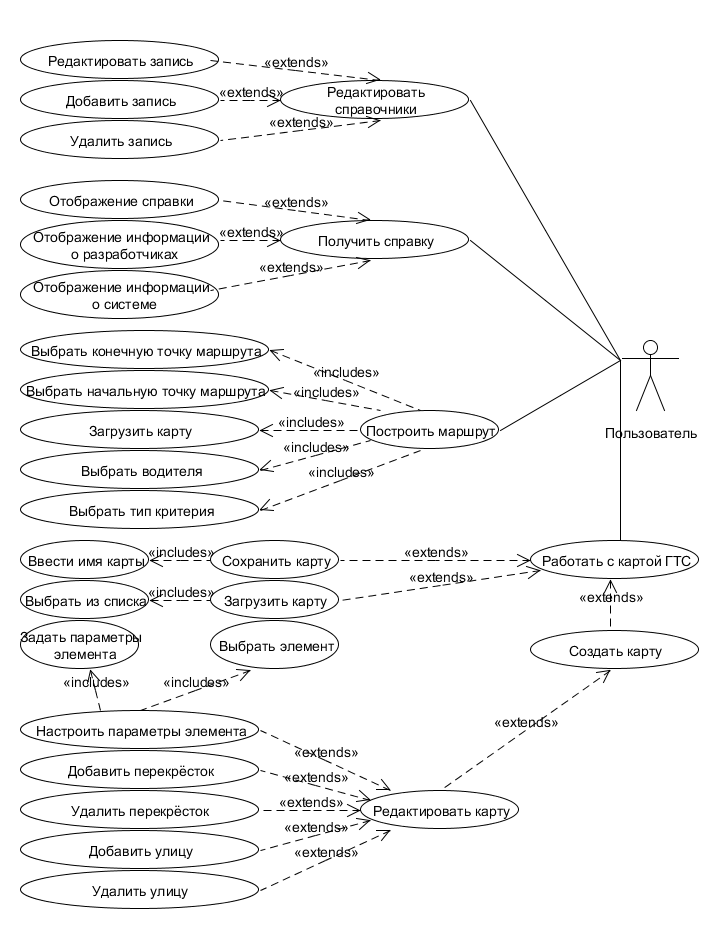 Редактировать запись
«extends»
Добавить запись
«extends»
Редактировать
справочники
Удалить запись
«extends»
Отображение справки
«extends»
Отображение информации
о разработчиках
«extends»
Получить справку
Отображение информации
о системе
«extends»
Выбрать конечную точку маршрута
«includes»
Выбрать начальную точку маршрута
«includes»
Загрузить карту
«includes»
Построить маршрут
Пользователь
Выбрать водителя
«includes»
Выбрать тип критерия
«includes»
Ввести имя карты
«includes»
Сохранить карту
«extends»
Работать с картой ГТС
Выбрать из списка
«includes»
Загрузить карту
«extends»
«extends»
Задать параметры
элемента
Выбрать элемент
Создать карту
«includes»
«includes»
«extends»
Настроить параметры элемента
«extends»
Добавить перекрёсток
«extends»
Удалить перекрёсток
«extends»
Редактировать карту
Добавить улицу
«extends»
Удалить улицу
«extends»